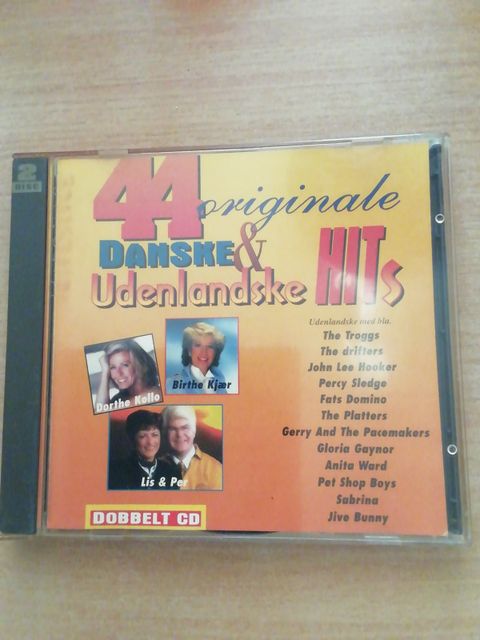 2
DISC
44 originale
DANSKE &
Udenlandske HITs
Udenlandske med bla.
The Troggs
The drifters
John Lee Hooker
Percy Sledge
Fats Domino
The Platters
Gerry And The Pacemakers
Gloria Gaynor
Anita Ward
Pet Shop Boys
Sabrina
Jive Bunny
Dorthe Kollo
Birthe Kjær
Lis & Per
DOBBELT CD